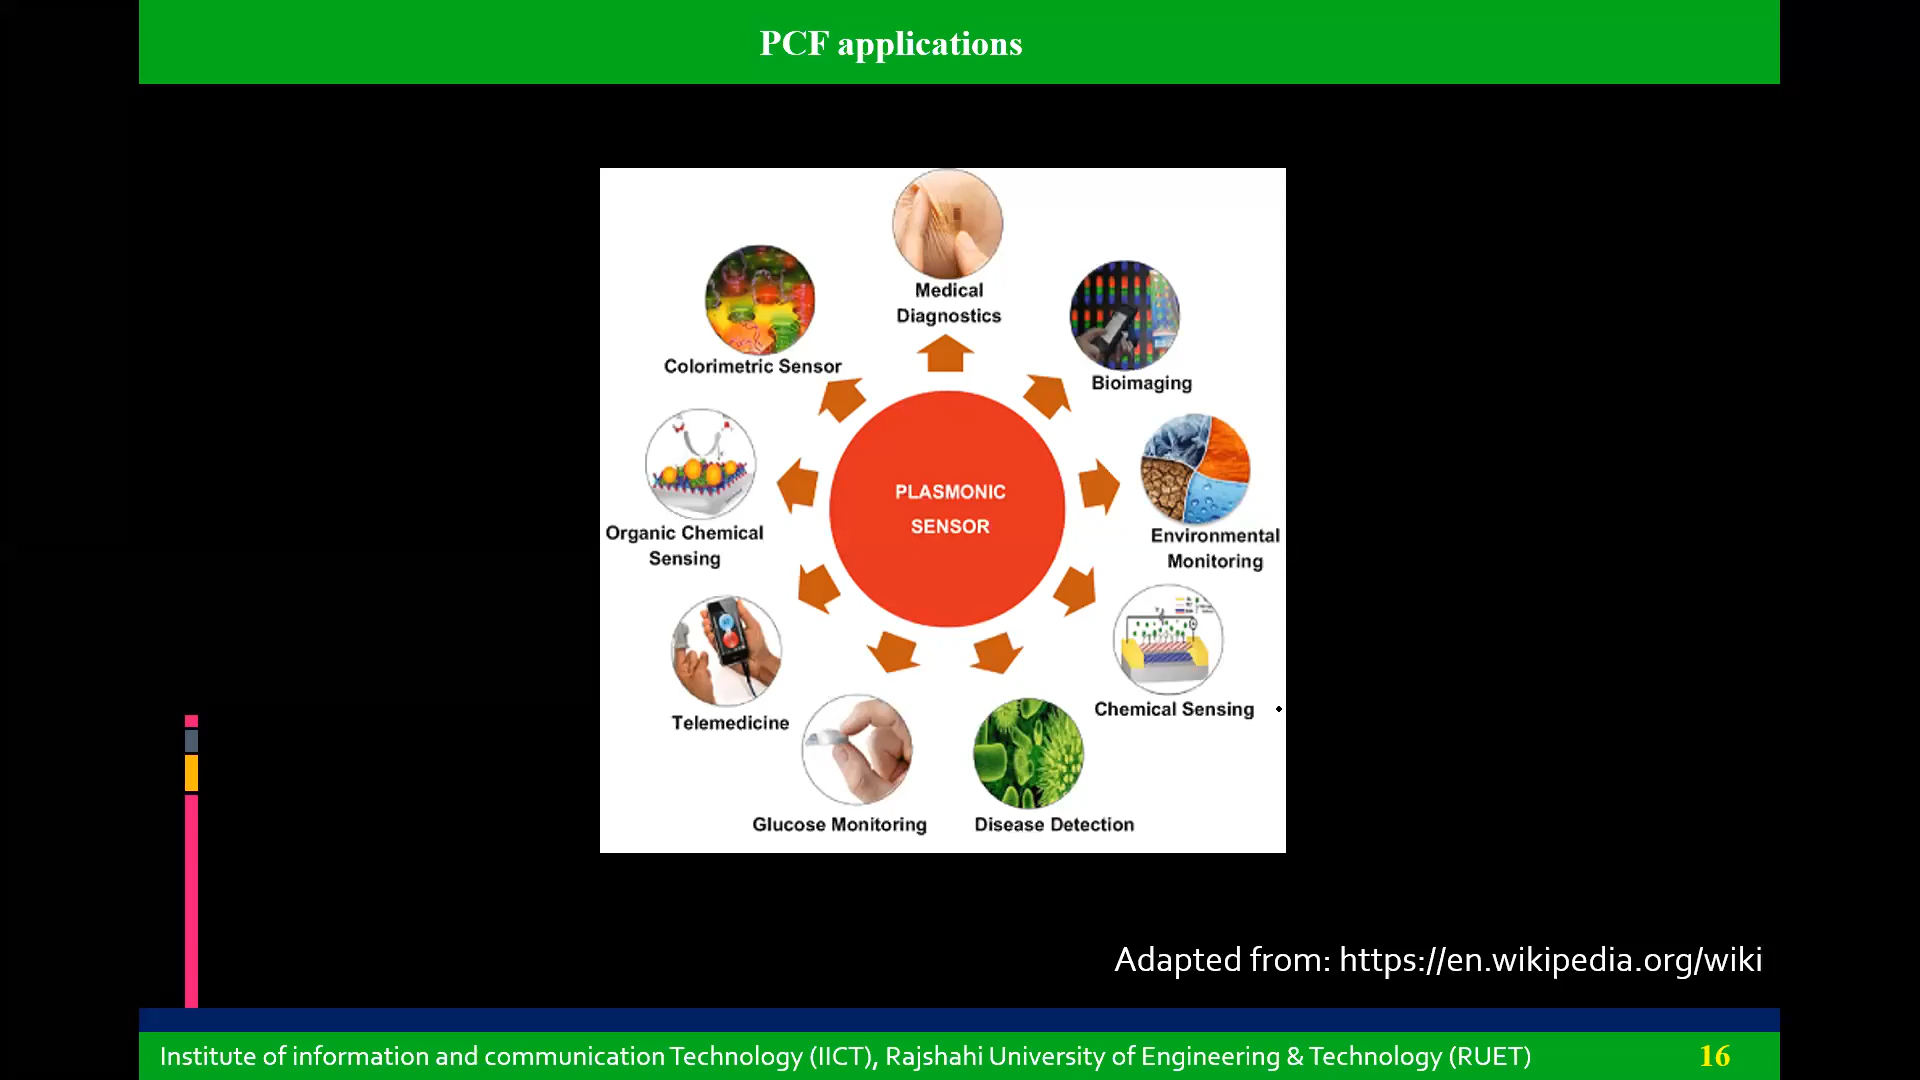 PCF applications
Medical
Diagnostics
Colorimetric Sensor
Bioimaging
PLASMONIC
SENSOR
Organic Chemical
Sensing
Environmental
Monitoring
Telemedicine
Chemical Sensing
Glucose Monitoring
Disease Detection
Adapted from: https://en.wikipedia.org/wiki
Institute of information and communication Technology (IICT), Rajshahi University of Engineering & Technology (RUET)
16